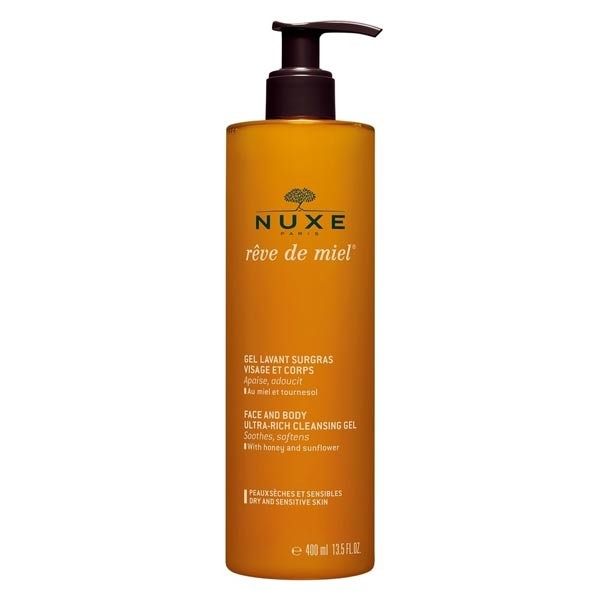 NUXE
PARIS
rêve de miel®
GEL LAVANT SURGRAS
VISAGE ET CORPS
Apaise, adoucit
Au miel et tournesol
FACE AND BODY
ULTRA-RICH CLEANSING GEL
Soothes, softens
With honey and sunflower
PEAUX SÈCHES ET SENSIBLES
DRY AND SENSITIVE SKIN
℮ 400 ml 13.5 FL.OZ.